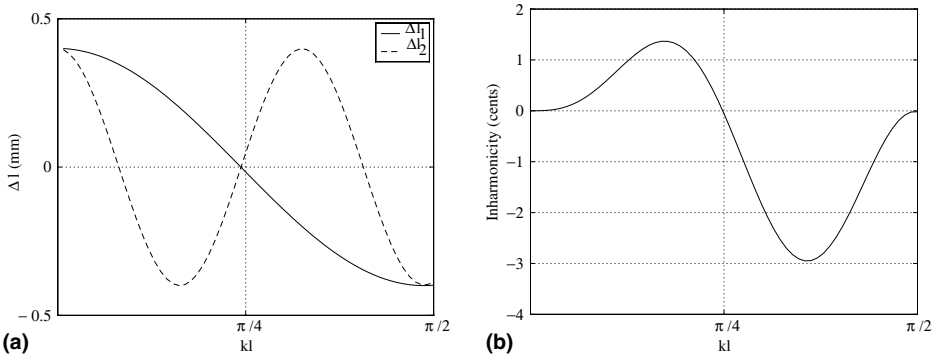 0.5
Δl1
Δl2
0
−0.5
Δ l (mm)
π/4
π/2
kl
(a)
2
1
0
−1
−2
−3
−4
Inharmonicity (cents)
π/4
π/2
kl
(b)